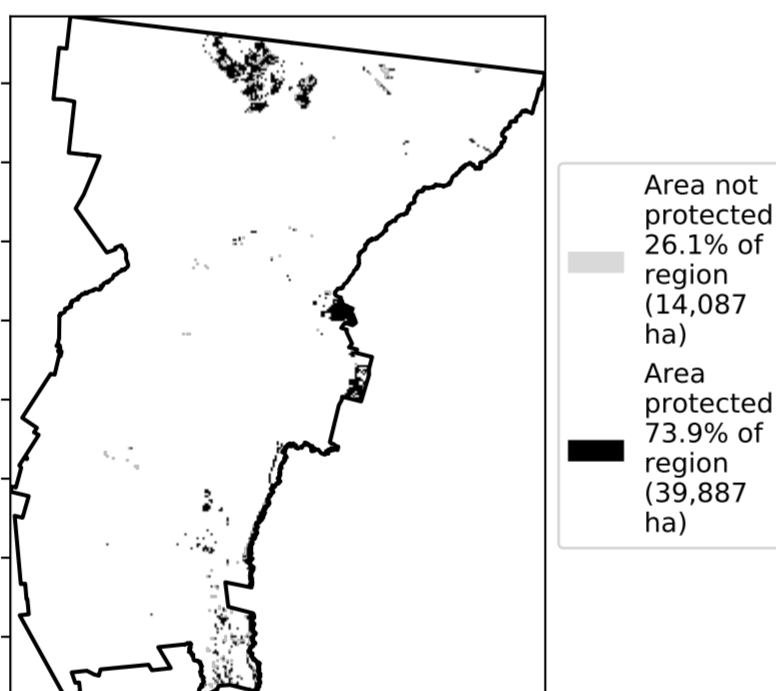 Area not
protected
26.1% of
region
(14,087
ha)
Area
protected
73.9% of
region
(39,887
ha)